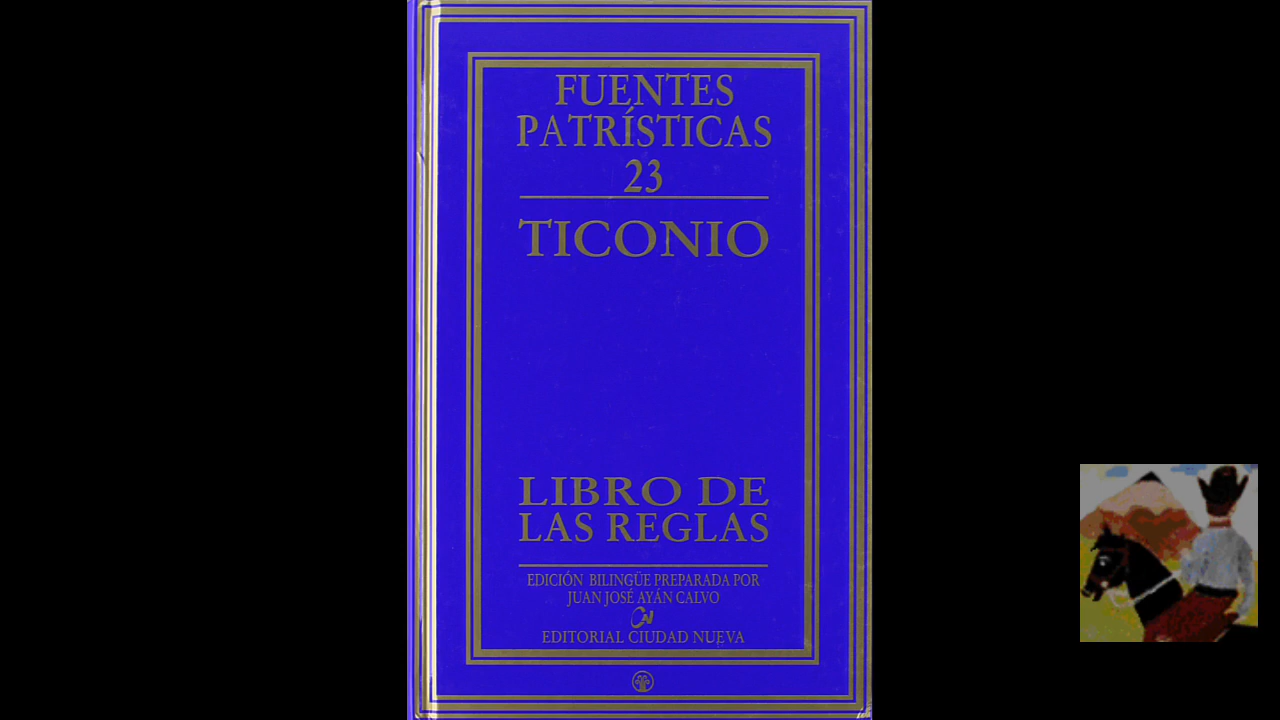 FUENTES
PATRÍSTICAS
23
TICONIO
LIBRO DE
LAS REGLAS
EDICIÓN BILINGÜE PREPARADA POR
JUAN JOSÉ AYÁN CALVO
CN
EDITORIAL CIUDAD NUEVA